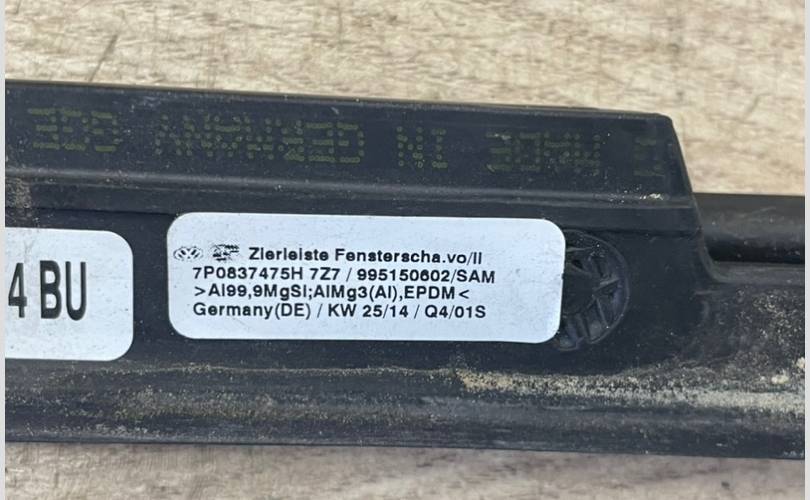 MADE IN GERMANY
4 BU
Zierleiste Fensterscha.vo/li
7P0837475H 7Z7 / 995150602/SAM
>Al99,9MgSi;AlMg3(Al),EPDM<
Germany(DE) / KW 25/14 / Q4/01S